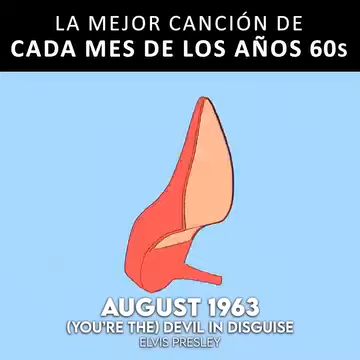 LA MEJOR CANCIÓN DE
CADA MES DE LOS AÑOS 60s
AUGUST 1963
(YOU'RE THE) DEVIL IN DISGUISE
ELVIS PRESLEY